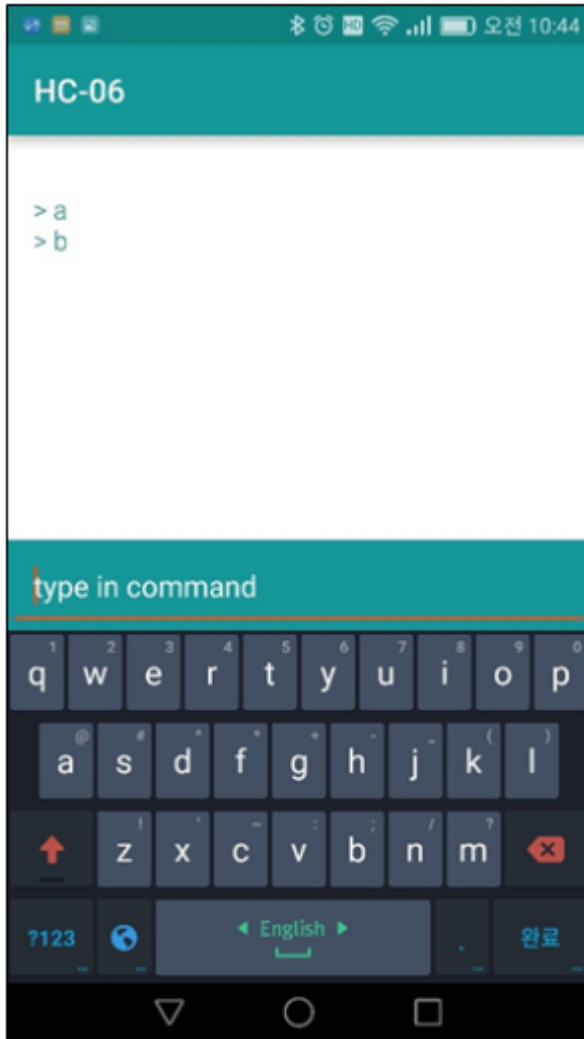 HD 오전 10:44
HC-06
> a
> b
type in command
1 2 3 4 5 6 7 8 9 0
q w e r t y u i o p
@ # ^ * + - _ ( )
a s d f g h j k l
! ' ~ : ; / ?
z x c v b n m
?123 English . 완료